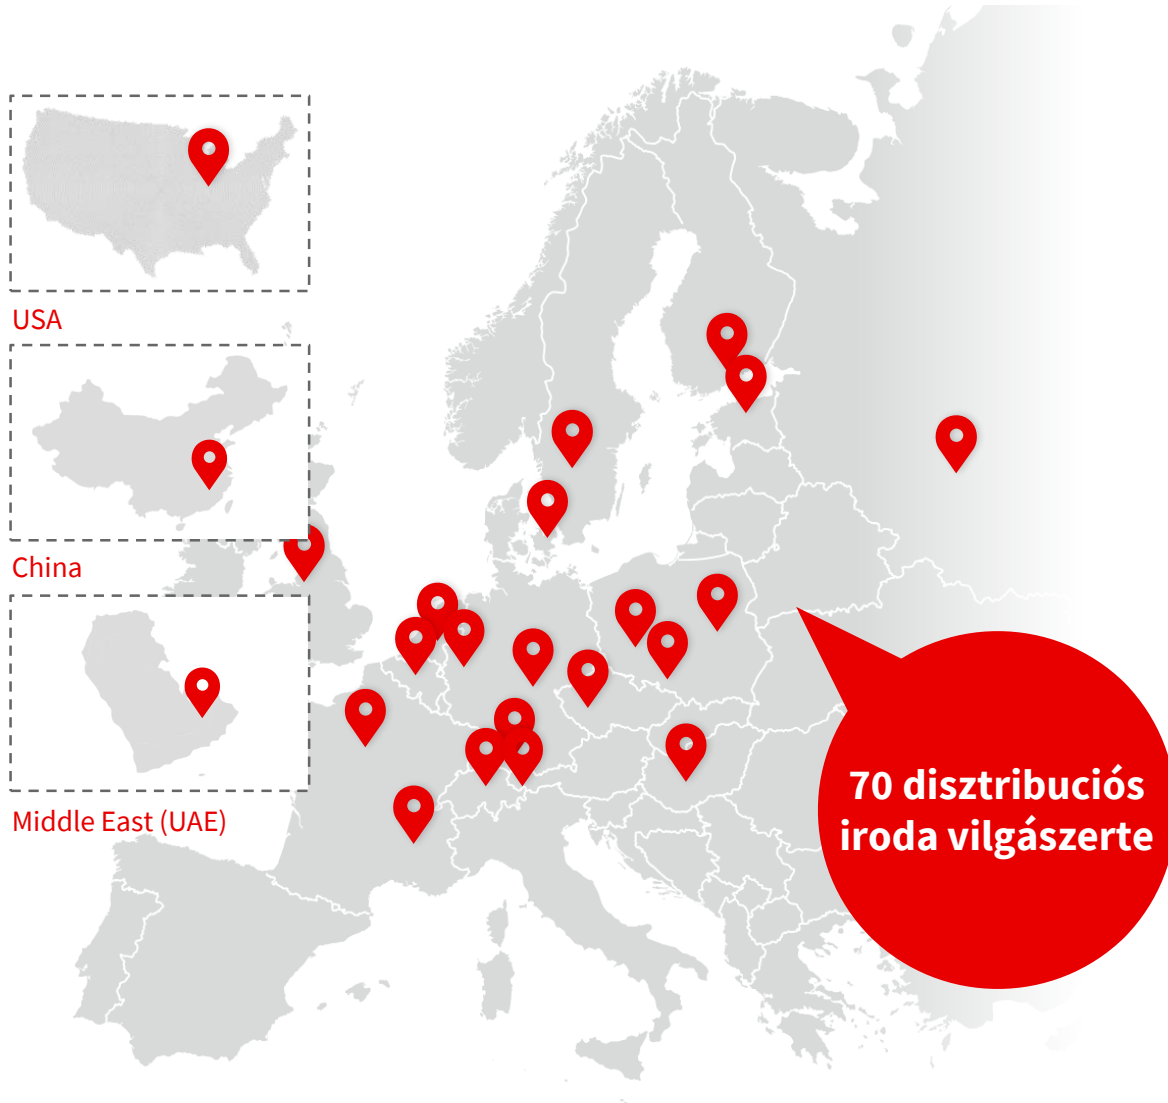 USA
China
Middle East (UAE)
70 disztribuciós
iroda vilgászerte